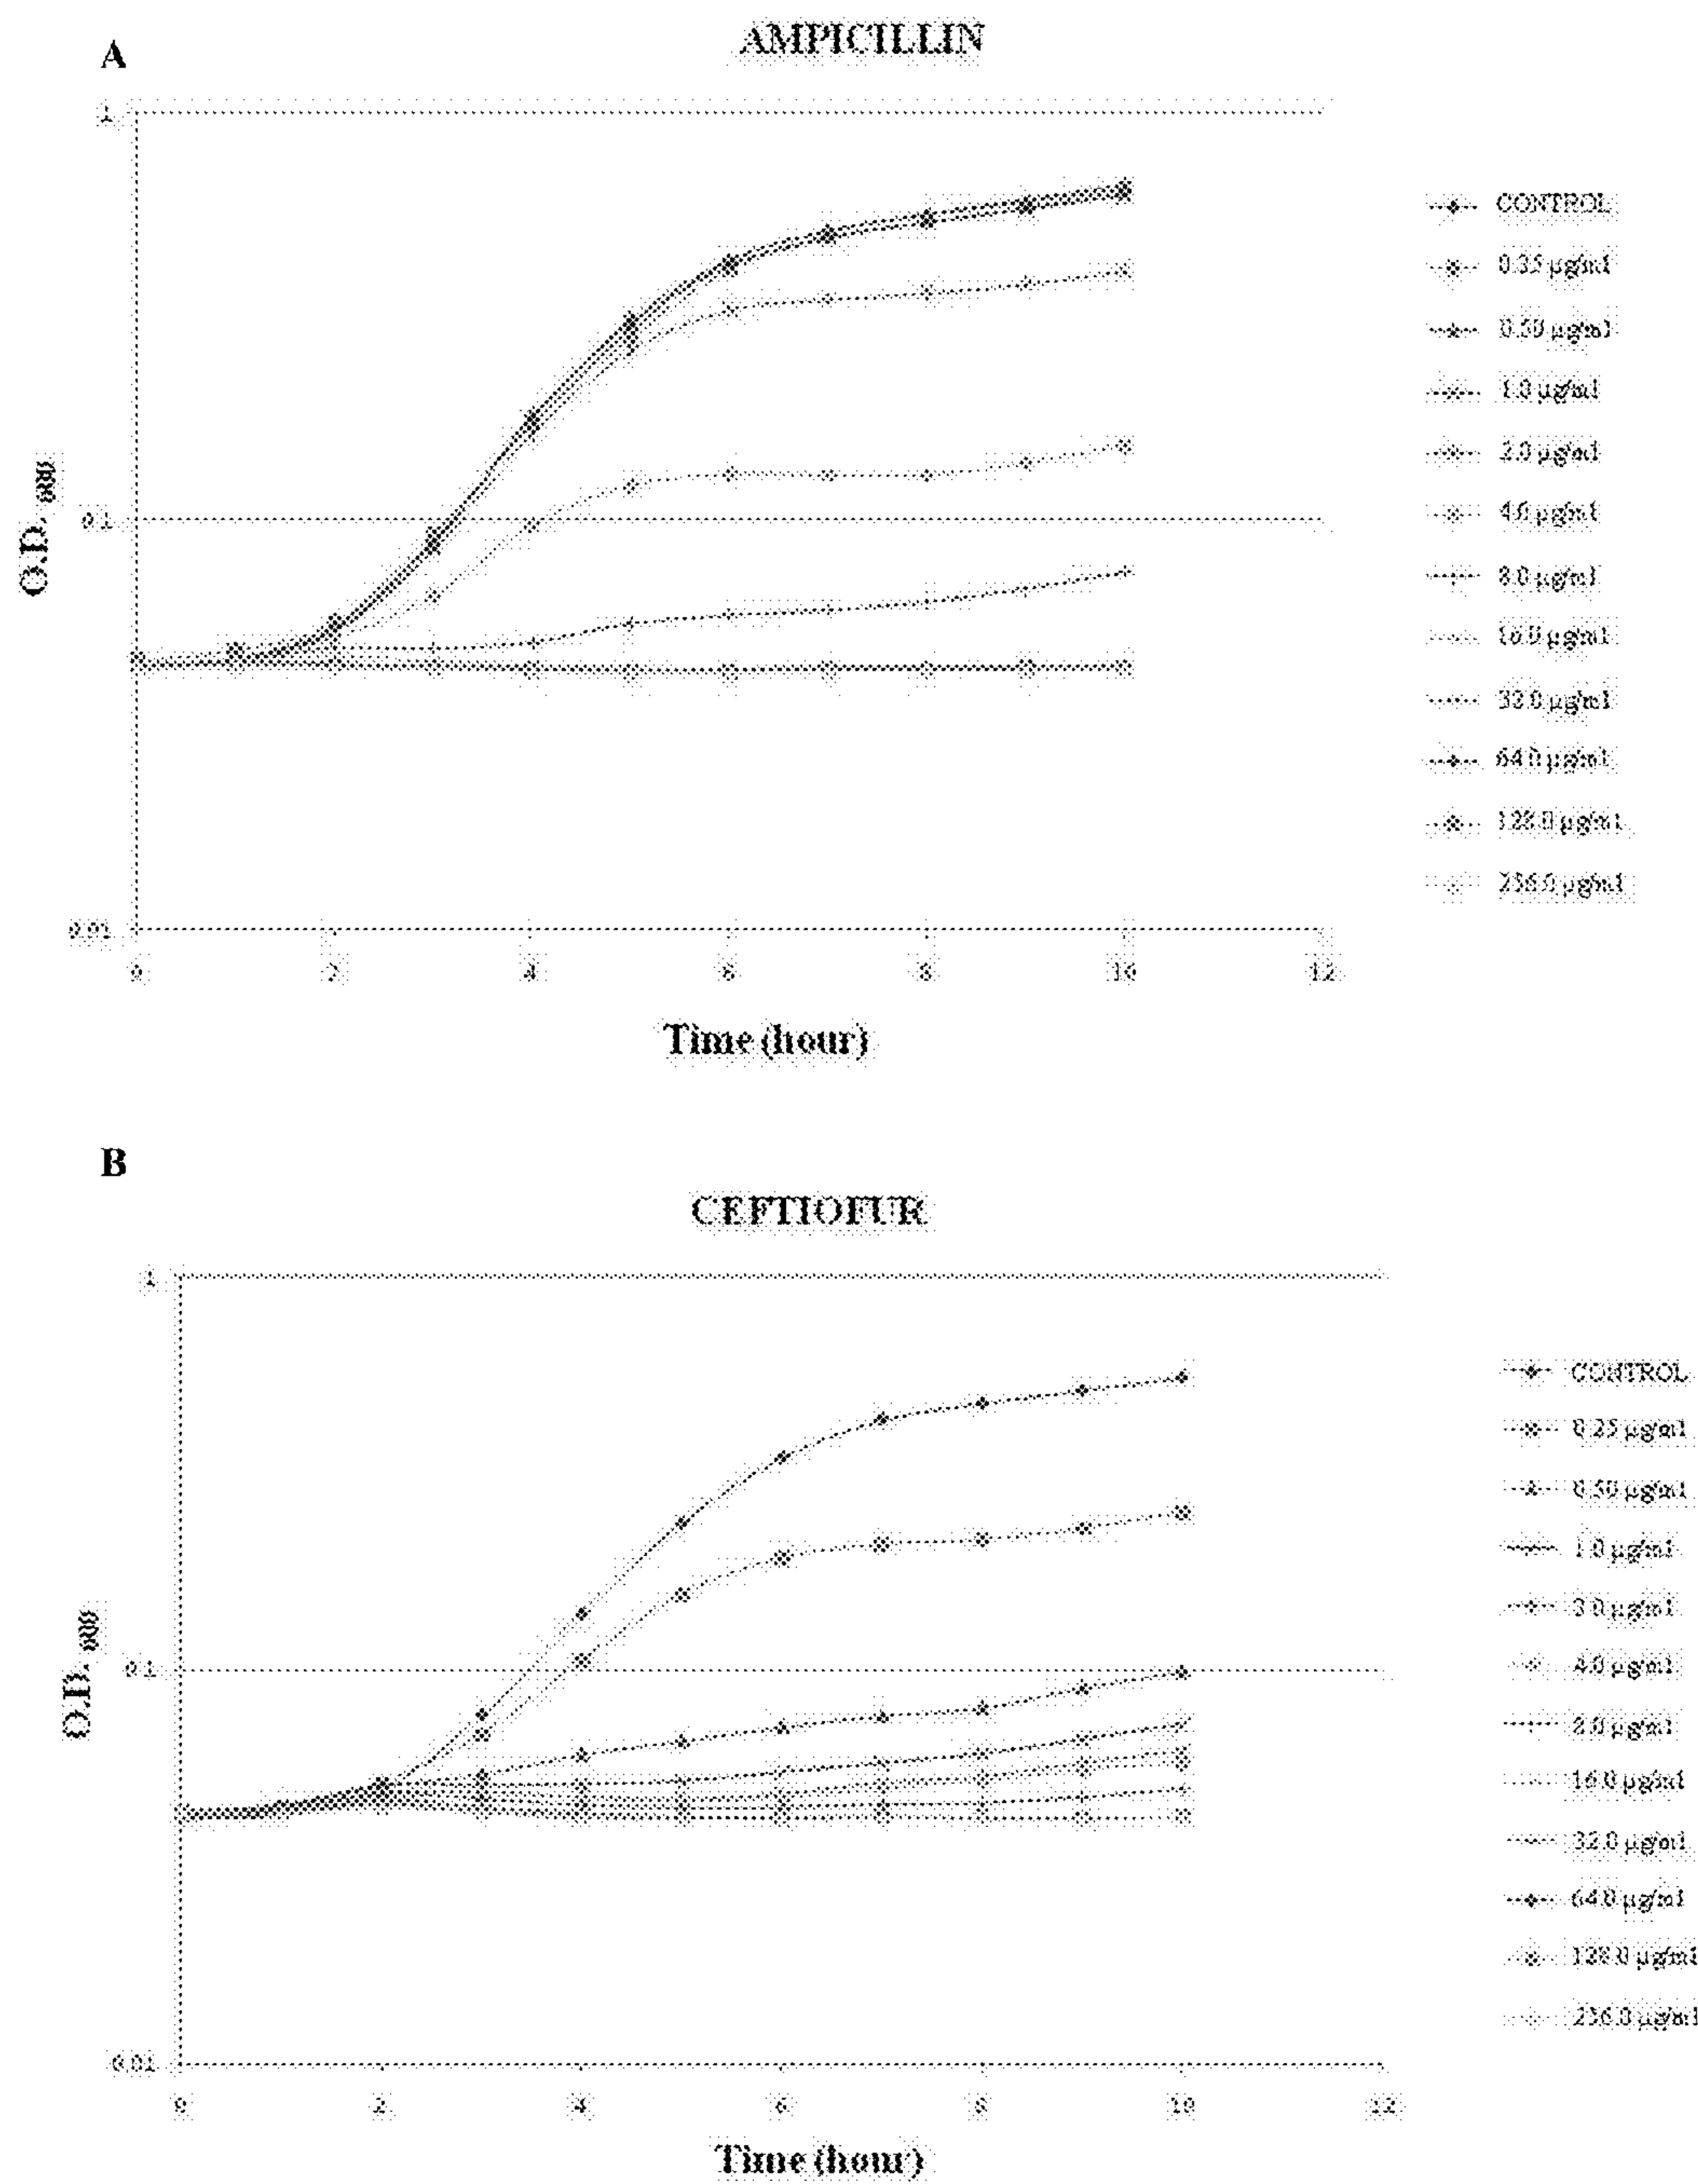 A
AMPICILLIN
1
0.1
0.01
O.D. 600
0
2
4
6
8
10
12
Time (hour)
CONTROL
0.35 µg/ml
0.50 µg/ml
1.0 µg/ml
2.0 µg/ml
4.0 µg/ml
8.0 µg/ml
16.0 µg/ml
32.0 µg/ml
64.0 µg/ml
128.0 µg/ml
256.0 µg/ml
B
CEFTIOFUR
1
0.1
0.01
O.D. 600
0
2
4
6
8
10
12
Time (hour)
CONTROL
0.25 µg/ml
0.50 µg/ml
1.0 µg/ml
4.0 µg/ml
16.0 µg/ml
32.0 µg/ml
64.0 µg/ml
128.0 µg/ml
256.0 µg/ml